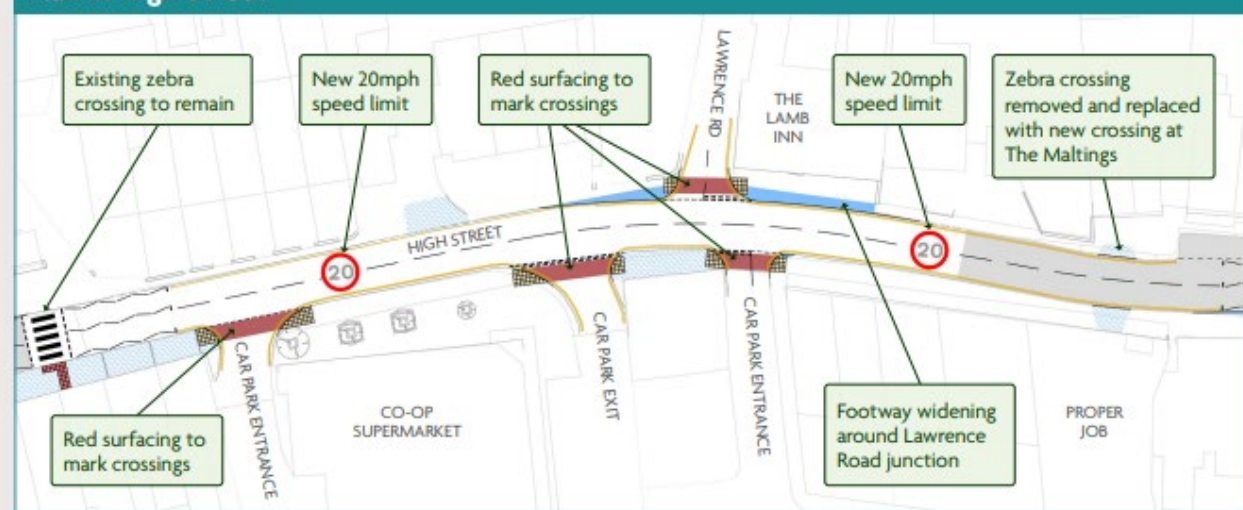 Existing zebra
crossing to remain
New 20mph
speed limit
Red surfacing to
mark crossings
LAWRENCE RD
THE
LAMB
INN
New 20mph
speed limit
Zebra crossing
removed and replaced
with new crossing at
The Maltings
HIGH STREET
20
20
CAR PARK ENTRANCE
CAR PARK EXIT
CAR PARK ENTRANCE
Red surfacing to
mark crossings
CO-OP
SUPERMARKET
Footway widening
around Lawrence
Road junction
PROPER
JOB